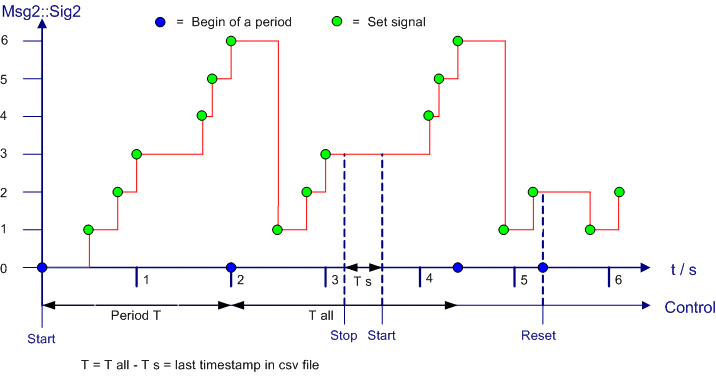 Msg2::Sig2
= Begin of a period
= Set signal
6
5
4
3
2
1
0
1
2
3
4
5
6
t / s
T s
Period T
T all
Control
Start
Stop
Start
Reset
T = T all - T s = last timestamp in csv file